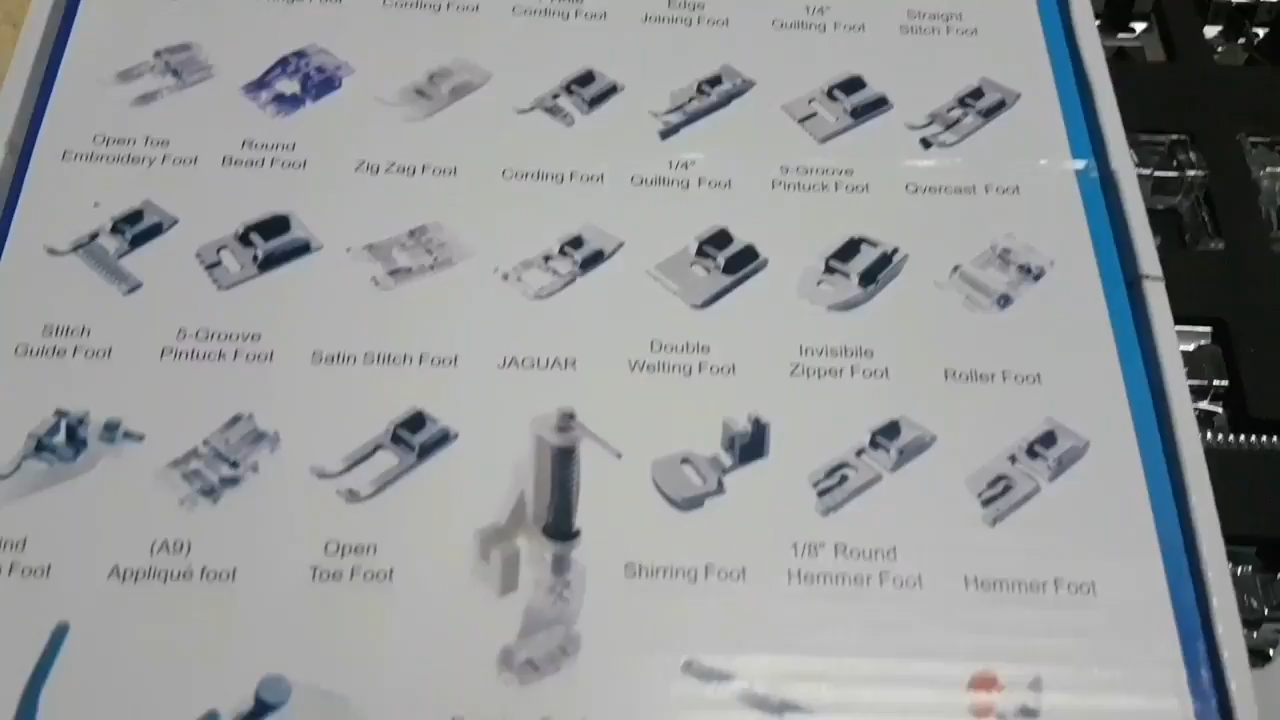 Cording Foot
Cording Foot
Edge
Joining Foot
1/4"
Quilting Foot
Straight
Stitch Foot
Open Toe
Embroidery Foot
Round
Bead Foot
Zig Zag Foot
Cording Foot
1/4"
Quilting Foot
9-Groove
Pintuck Foot
Overcast Foot
Stitch
Guide Foot
5-Groove
Pintuck Foot
Satin Stitch Foot
JAGUAR
Double
Welting Foot
Invisibile
Zipper Foot
Roller Foot
Foot
(A9)
Appliqué foot
Open
Toe Foot
Shirring Foot
1/8" Round
Hemmer Foot
Hemmer Foot